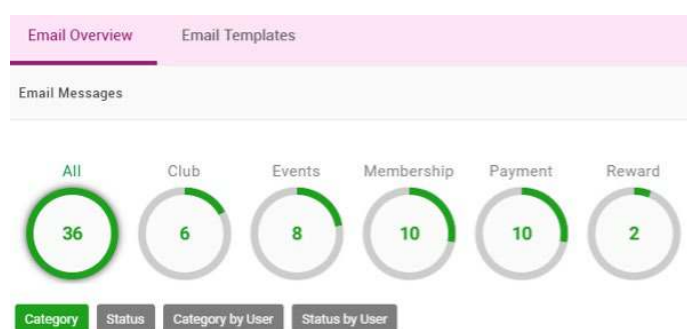 Email Overview Email Templates
Email Messages
All Club Events Membership Payment Reward
36 6 8 10 10 2
Category Status Category by User Status by User